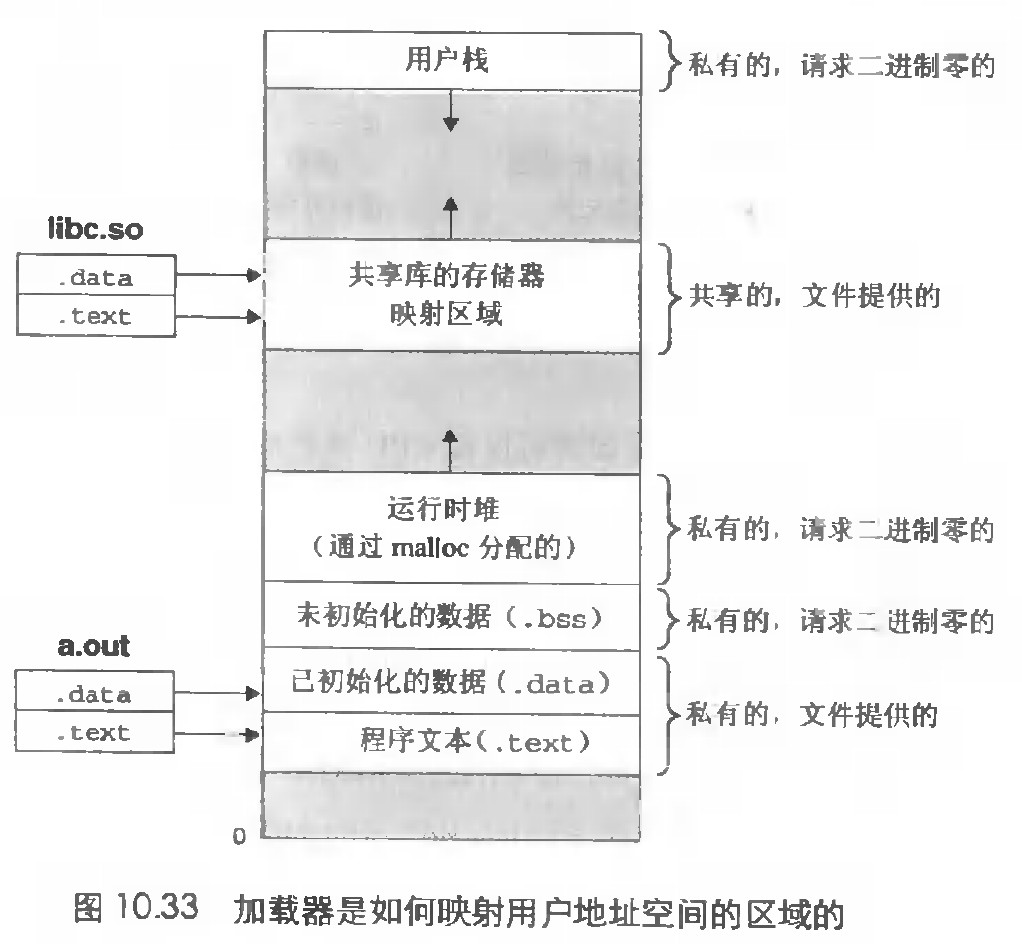 用户栈
私有的，请求二进制零的
libc.so
.data
.text
共享库的存储器
映射区域
共享的，文件提供的
运行时堆
（通过 malloc 分配的）
私有的，请求二进制零的
未初始化的数据（.bss）
私有的，请求二进制零的
a.out
.data
.text
已初始化的数据（.data）
程序文本（.text）
私有的，文件提供的
0
图 10.33 加载器是如何映射用户地址空间的区域的